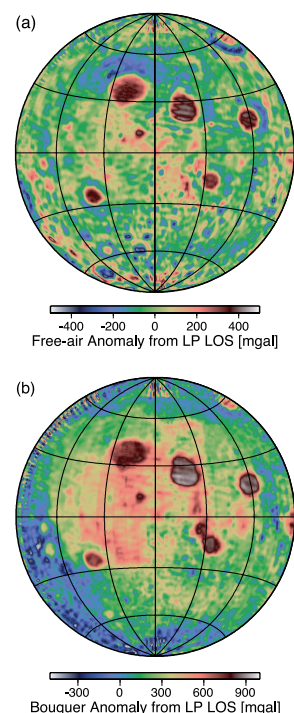 (a)
-400 -200 0 200 400
Free-air Anomaly from LP LOS [mgal]
(b)
-300 0 300 600 900
Bouguer Anomaly from LP LOS [mgal]